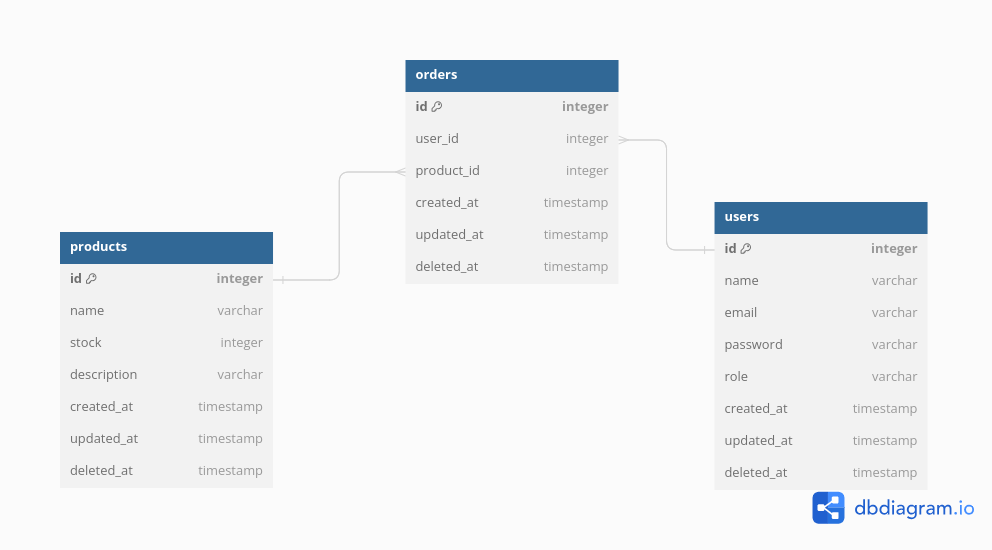 orders
id integer
user_id integer
product_id integer
created_at timestamp
updated_at timestamp
deleted_at timestamp
products
id integer
name varchar
stock integer
description varchar
created_at timestamp
updated_at timestamp
deleted_at timestamp
users
id integer
name varchar
email varchar
password varchar
role varchar
created_at timestamp
updated_at timestamp
deleted_at timestamp
dbdiagram.io